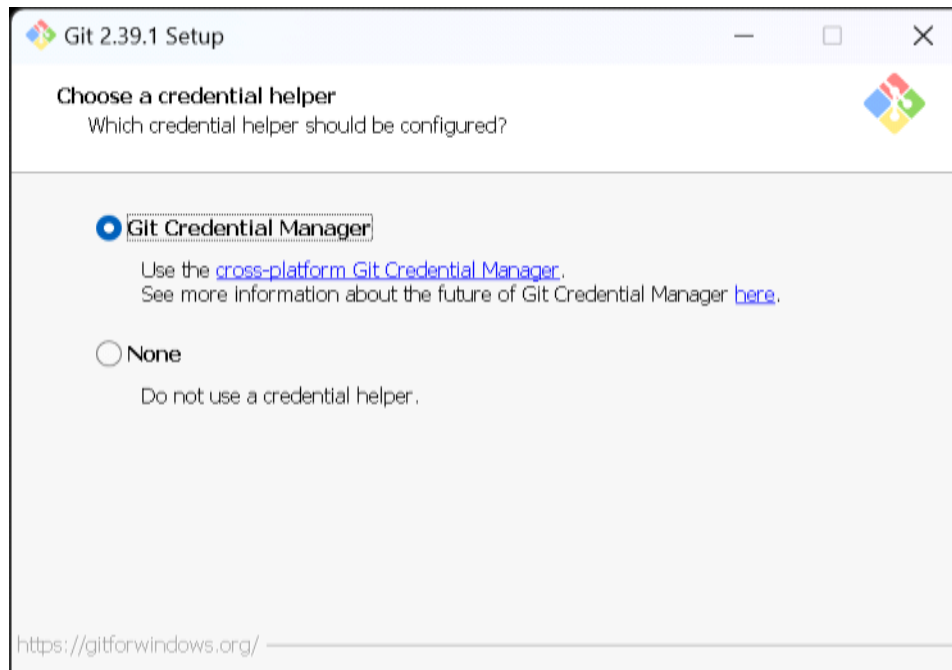 Git 2.39.1 Setup
Choose a credential helper
Which credential helper should be configured?
Git Credential Manager
Use the cross-platform Git Credential Manager.
See more information about the future of Git Credential Manager here.
None
Do not use a credential helper.
https://gitforwindows.org/